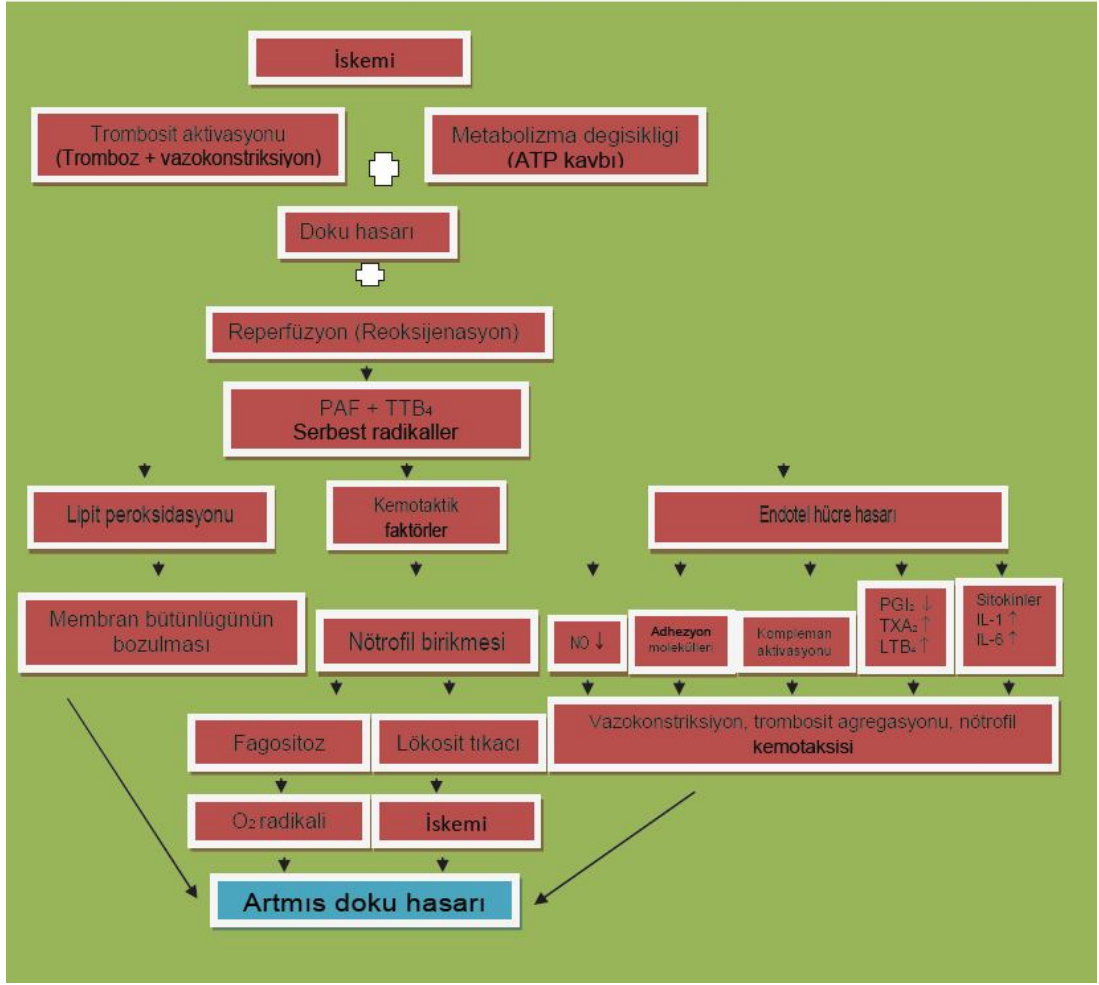 İskemi
Trombosit aktivasyonu
(Tromboz + vazokonstriksiyon)
Metabolizma degisikligi
(ATP kavbı)
Doku hasarı
Reperfüzyon (Reoksijenasyon)
PAF + TTB₄
Serbest radikaller
Lipit peroksidasyonu
Kemotaktik
faktörler
Endotel hücre hasarı
Membran bütünlügünün
bozulması
Nötrofil birikmesi
NO ↓
Adhezyon
molekülleri
Kompleman
aktivasyonu
PGI₂ ↓
TXA₂ ↑
LTB₄ ↑
Sitokinler
IL-1 ↑
IL-6 ↑
Fagositoz
Lökosit tıkacı
Vazokonstriksiyon, trombosit agregasyonu, nötrofil
kemotaksisi
O₂ radikali
İskemi
Artmıs doku hasarı